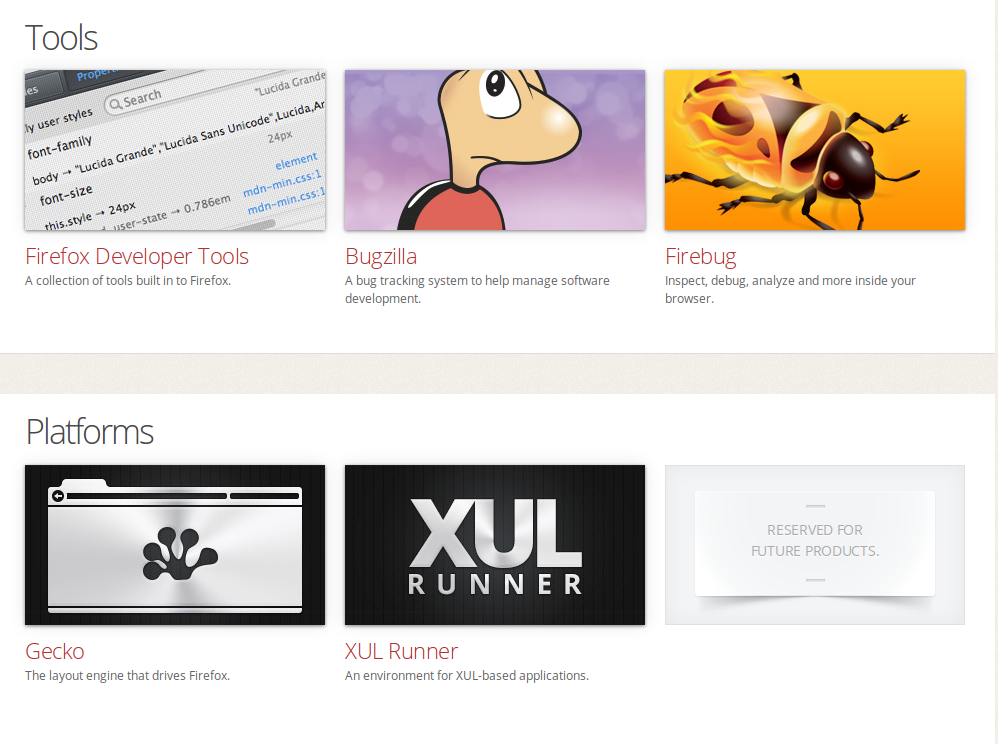 Tools
les
Properti
Search
"Lucida Grande
ly user styles
font-family
body → "Lucida Grande","Lucida Sans Unicode",Lucida,Ar
24px
font-size
element
this.style → 24px
mdn-min.css:1
user-state → 0.786em
mdn-min.css:1
Firefox Developer Tools
Bugzilla
Firebug
A collection of tools built in to Firefox.
A bug tracking system to help manage software
development.
Inspect, debug, analyze and more inside your
browser.
Platforms
XUL
RUNNER
RESERVED FOR
FUTURE PRODUCTS.
Gecko
XUL Runner
The layout engine that drives Firefox.
An environment for XUL-based applications.